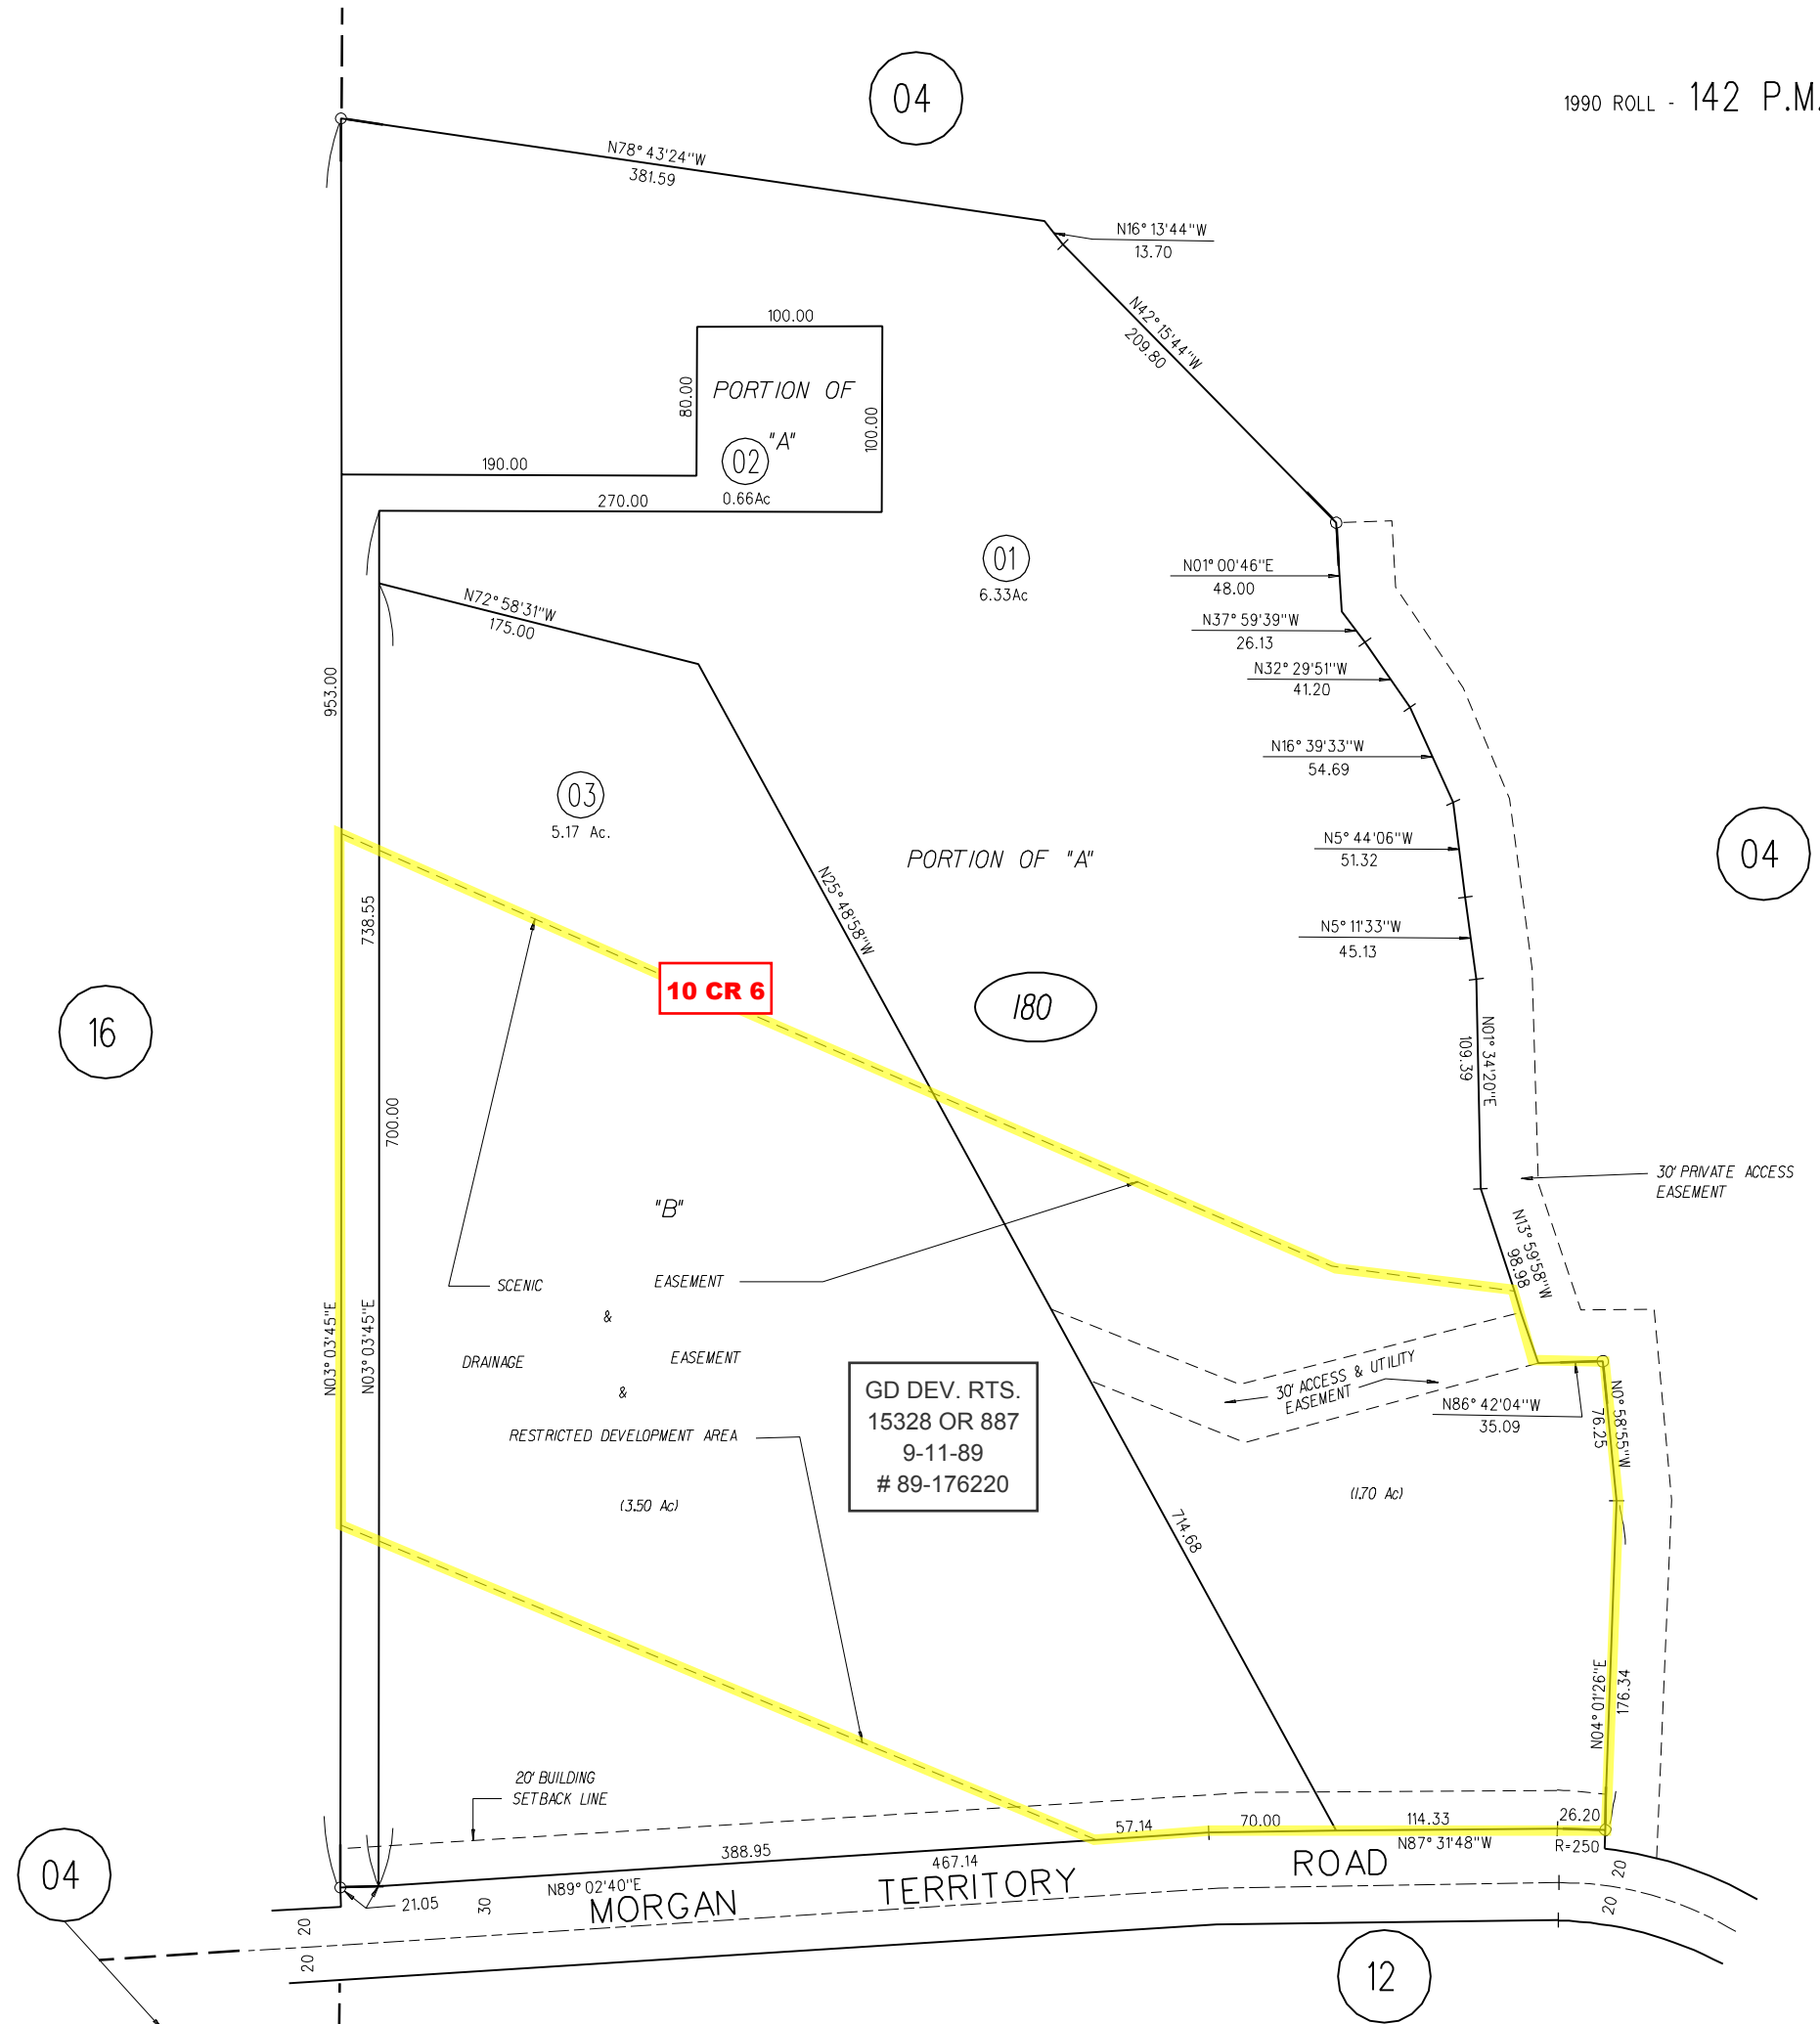 04
1990 ROLL - 142 P.M.
N78°43'24"W
381.59
N16°13'44"W
13.70
N42°15'44"W
209.80
100.00
80.00
PORTION OF
"A"
100.00
02
0.66Ac
190.00
270.00
01
6.33Ac
N01°00'46"E
48.00
N37°59'39"W
26.13
N32°29'51"W
41.20
N72°58'31"W
175.00
953.00
N16°39'33"W
54.69
03
5.17 Ac.
PORTION OF "A"
N5°44'06"W
51.32
04
N25°48'58"W
738.55
N5°11'33"W
45.13
10 CR 6
180
16
N01°34'20"E
109.39
700.00
30' PRIVATE ACCESS
EASEMENT
"B"
N13°59'58"W
98.98
SCENIC
EASEMENT
&
DRAINAGE
EASEMENT
&
RESTRICTED DEVELOPMENT AREA
(3.50 Ac)
N03°03'45"E
N03°03'45"E
GD DEV. RTS.
15328 OR 887
9-11-89
# 89-176220
30' ACCESS & UTILITY
EASEMENT
N86°42'04"W
35.09
N0°58'55"W
76.25
(1.70 Ac)
714.68
N04°01'26"E
176.34
20' BUILDING
SETBACK LINE
57.14
70.00
114.33
26.20
388.95
467.14
N87°31'48"W
R=250
N89°02'40"E
MORGAN TERRITORY ROAD
04
21.05
30
20
20
20
20
12